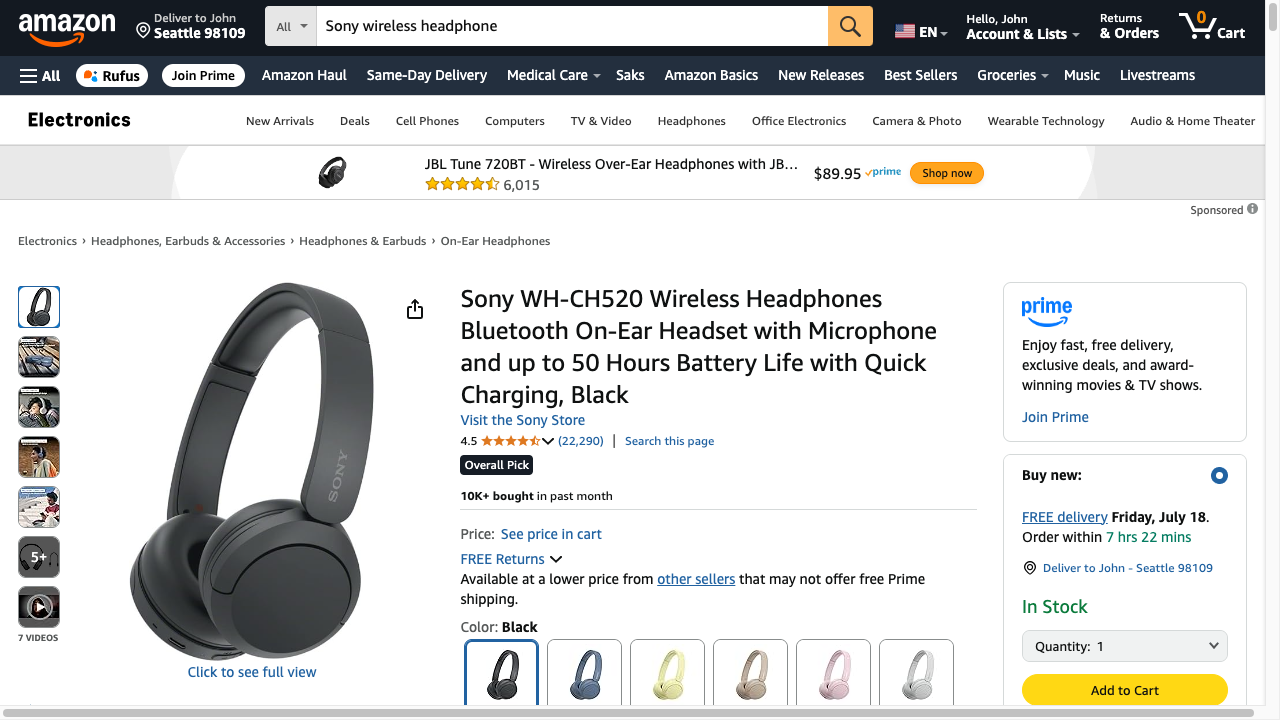 amazon
Deliver to John
Seattle 98109
All
Sony wireless headphone
EN
Hello, John
Account & Lists
Returns
& Orders
0
Cart
All
Rufus
Join Prime
Amazon Haul
Same-Day Delivery
Medical Care
Saks
Amazon Basics
New Releases
Best Sellers
Groceries
Music
Livestreams
Electronics
New Arrivals
Deals
Cell Phones
Computers
TV & Video
Headphones
Office Electronics
Camera & Photo
Wearable Technology
Audio & Home Theater
JBL Tune 720BT - Wireless Over-Ear Headphones with JB...
6,015
$89.95
prime
Shop now
Sponsored
Electronics › Headphones, Earbuds & Accessories › Headphones & Earbuds › On-Ear Headphones
SONY
5+
7 VIDEOS
Click to see full view
Sony WH-CH520 Wireless Headphones
Bluetooth On-Ear Headset with Microphone
and up to 50 Hours Battery Life with Quick
Charging, Black
Visit the Sony Store
4.5 (22,290) | Search this page
Overall Pick
10K+ bought in past month
Price: See price in cart
FREE Returns
Available at a lower price from other sellers that may not offer free Prime
shipping.
Color: Black
prime
Enjoy fast, free delivery,
exclusive deals, and award-
winning movies & TV shows.
Join Prime
Buy new:
FREE delivery Friday, July 18.
Order within 7 hrs 22 mins
Deliver to John - Seattle 98109
In Stock
Quantity: 1
Add to Cart